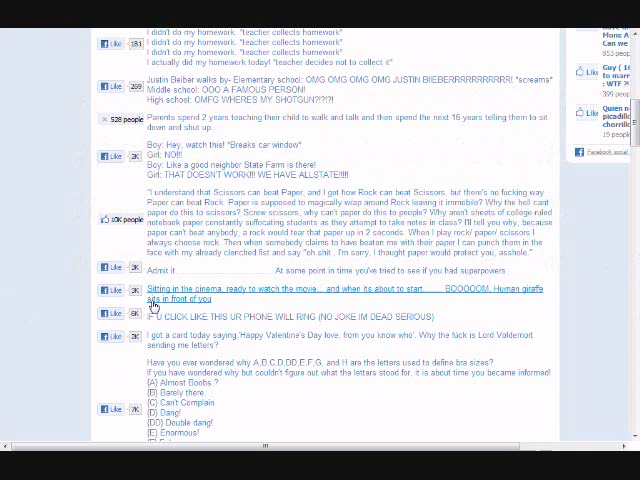 I didn't do my homework. *teacher collects homework*
Like 181 I didn't do my homework. *teacher collects homework*
I didn't do my homework. *teacher collects homework*
I actually did my homework today! *teacher decides not to collect it*
Justin Beiber walks by- Elementary school: OMG OMG OMG OMG JUSTIN BIIEBERRRRRRRRRR! *screams*
Like 269 Middle school: OOO A FAMOUS PERSON!
High school: OMFG WHERES MY SHOTGUN?!?!?!
× 528 people Parents spend 2 years teaching their child to walk and talk and then spend the next 16 years telling them to sit
down and shut up.
Boy: Hey, watch this! *Breaks car window*
Like 2K Girl: NO!!!
Boy: Like a good neighbor State Farm is there!
Girl: THAT DOESN'T WORK!!! WE HAVE ALLSTATE!!!!!
"I understand that Scissors can beat Paper, and I get how Rock can beat Scissors, but there's no fucking way
Paper can beat Rock. Paper is supposed to magically wrap around Rock leaving it immobile? Why the hell cant
paper do this to scissors? Screw scissors, why can't paper do this to people? Why aren't sheets of college-ruled
10K people notebook paper constantly suffocating students as they attempt to take notes in class? I'll tell you why, because
paper can't beat anybody, a rock would tear that paper up in 2 seconds. When I play rock/ paper/ scissors I
always choose rock. Then when somebody claims to have beaten me with their paper I can punch them in the
face with my already clenched fist and say "oh shit , I'm sorry, I thought paper would protect you, asshole."
Like 3K Admit it.............................................At some point in time you've tried to see if you had superpowers
Like 3K Sitting in the cinema, ready to watch the movie.... and when its about to start........ BOOOOOM, Human giraffe
sits in front of you
Like 6K IF U CLICK LIKE THIS UR PHONE WILL RING (NO JOKE IM DEAD SERIOUS)
Like 2K I got a card today saying 'Happy Valentine's Day love, from you know who'. Why the fuck is Lord Voldemort
sending me letters?
Have you ever wondered why A,B,C,D,DD,E,F,G, and H are the letters used to define bra sizes?
If you have wondered why but couldn't figure out what the letters stood for, it is about time you became informed!
{A} Almost Boobs ?
{B} Barely there.
{C} Can't Complain
Like 7K {D} Dang!
{DD} Double dang!
{E} Enormous!
Mom: A
Can we
Guy ( 16
to marry
: WTF ?!
399 people
Like
Quien n
picadillo
chorrillo
19 people
Facebook social